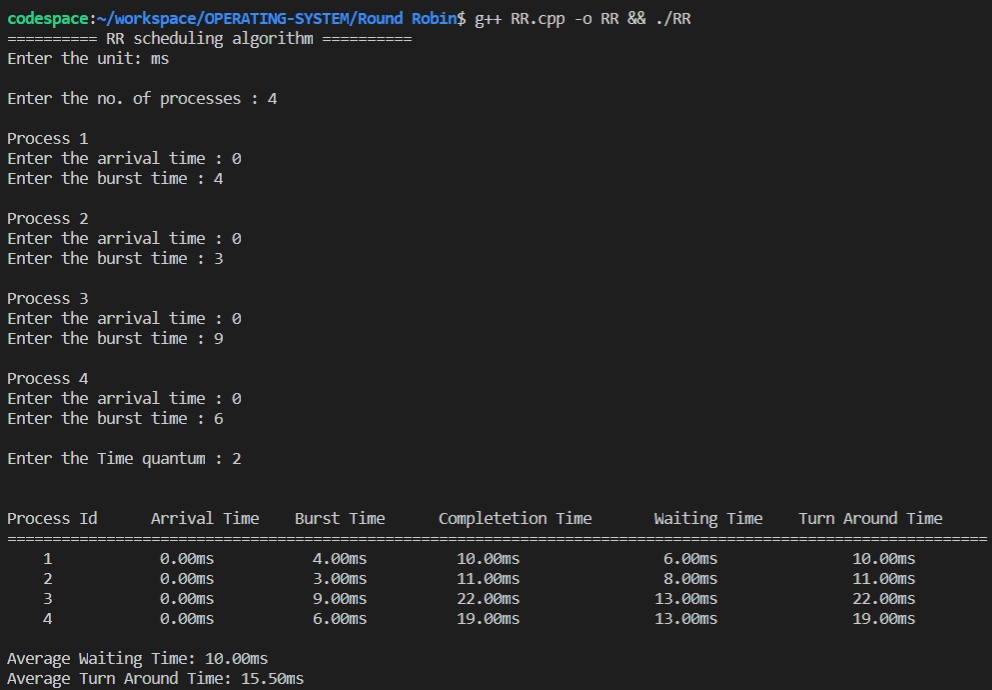 codespace:~/workspace/OPERATING-SYSTEM/Round Robin$ g++ RR.cpp -o RR && ./RR
========== RR scheduling algorithm ==========
Enter the unit: ms
Enter the no. of processes : 4
Process 1
Enter the arrival time : 0
Enter the burst time : 4
Process 2
Enter the arrival time : 0
Enter the burst time : 3
Process 3
Enter the arrival time : 0
Enter the burst time : 9
Process 4
Enter the arrival time : 0
Enter the burst time : 6
Enter the Time quantum : 2
Process Id      Arrival Time    Burst Time      Completetion Time       Waiting Time    Turn Around Time
=============================================================================================================
    1            0.00ms           4.00ms          10.00ms                6.00ms               10.00ms
    2            0.00ms           3.00ms          11.00ms                8.00ms               11.00ms
    3            0.00ms           9.00ms          22.00ms               13.00ms               22.00ms
    4            0.00ms           6.00ms          19.00ms               13.00ms               19.00ms
Average Waiting Time: 10.00ms
Average Turn Around Time: 15.50ms